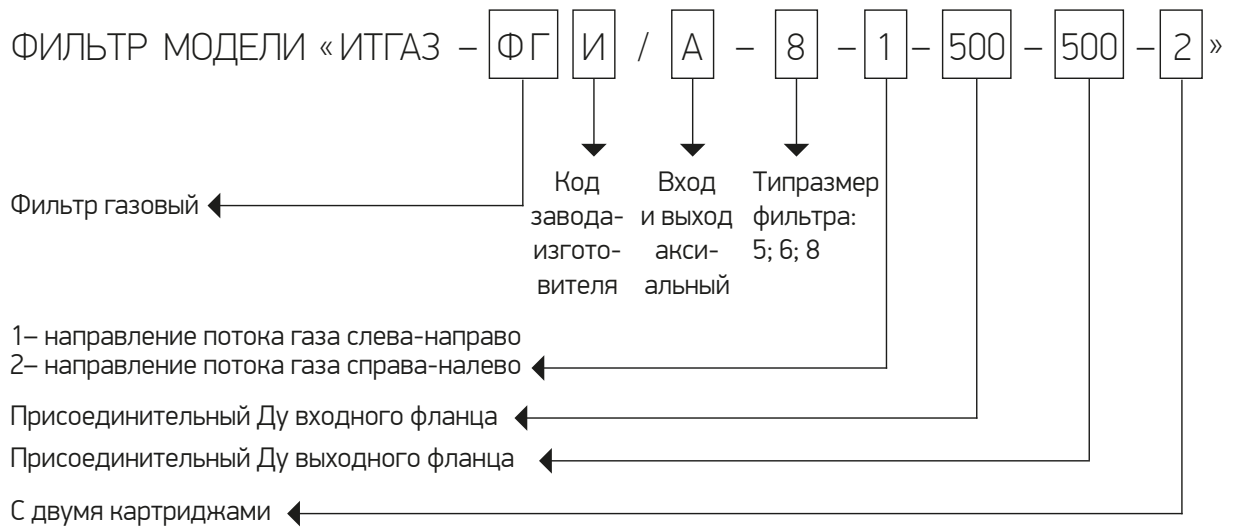 ФИЛЬТР МОДЕЛИ «ИТГАЗ – ФГ И / А – 8 – 1 – 500 – 500 – 2»
Фильтр газовый
Код
завода-
изгото-
вителя
Вход
и выход
акси-
альный
Типразмер
фильтра:
5; 6; 8
1– направление потока газа слева-направо
2– направление потока газа справа-налево
Присоединительный Ду входного фланца
Присоединительный Ду выходного фланца
С двумя картриджами